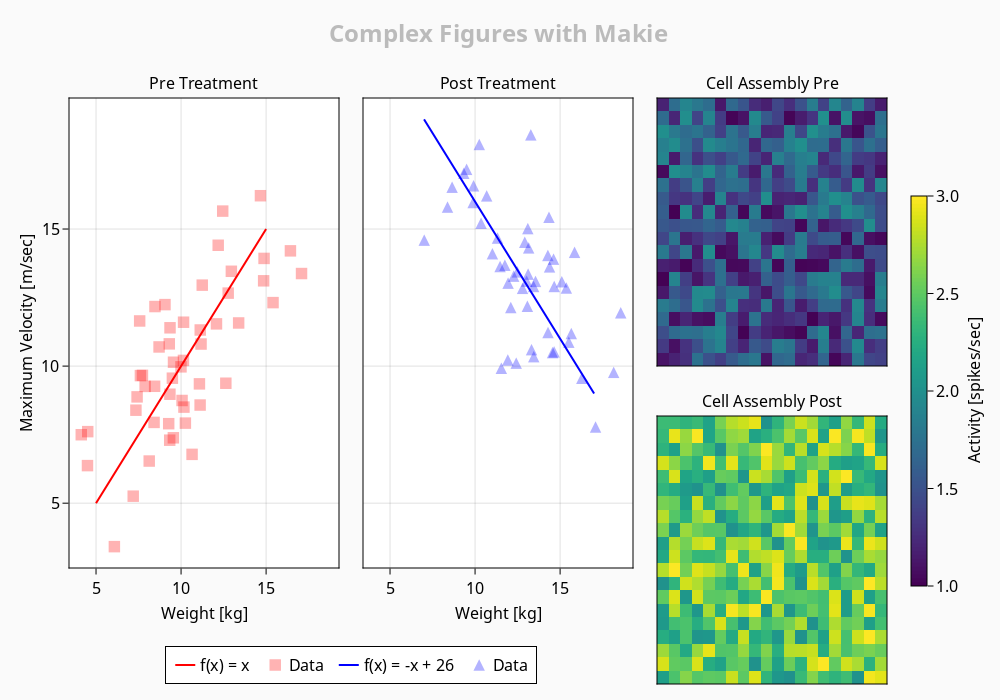 Complex Figures with Makie
Pre Treatment
Post Treatment
Cell Assembly Pre
Maximum Velocity [m/sec]
15
10
5
5 10 15
Weight [kg]
5 10 15
Weight [kg]
Cell Assembly Post
3.0
2.5
2.0
1.5
1.0
Activity [spikes/sec]
f(x) = x Data f(x) = -x + 26 Data